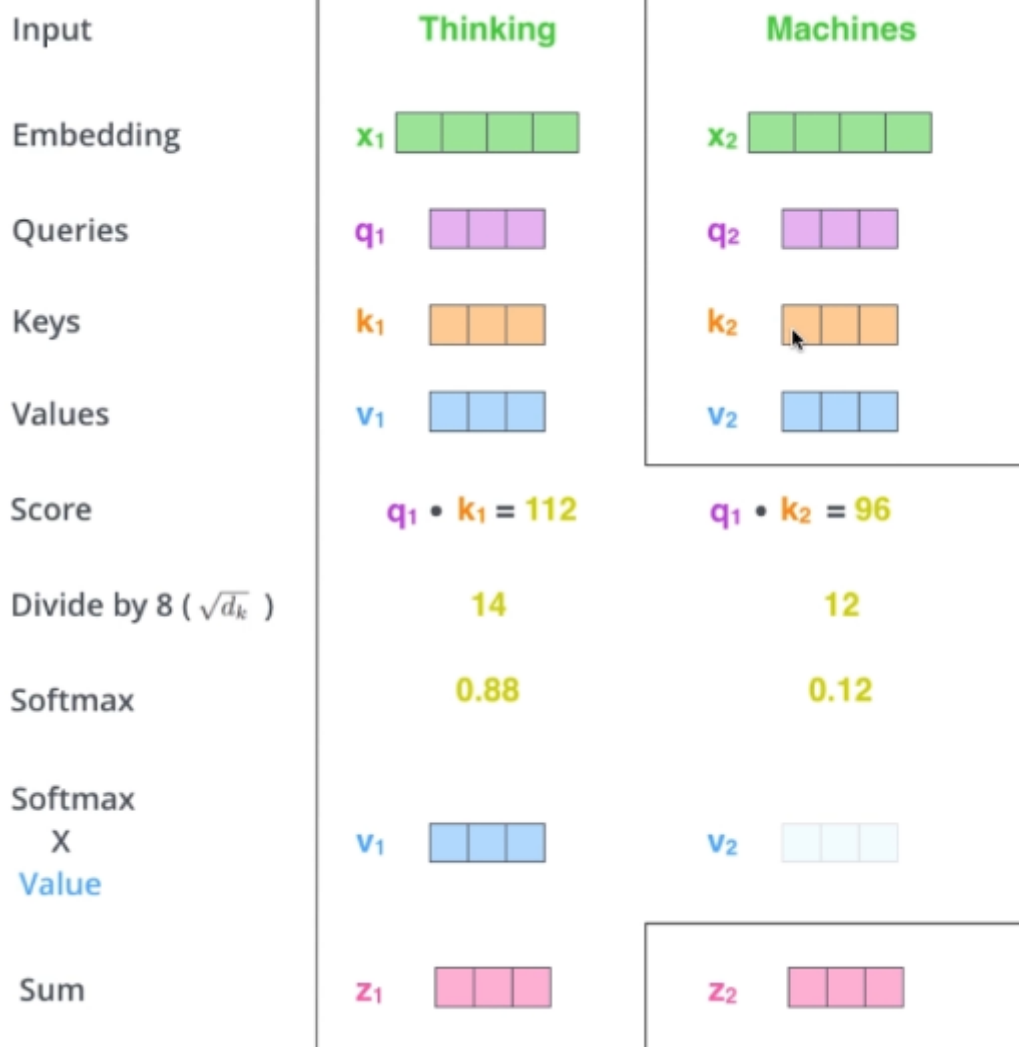 Input Thinking Machines
Embedding x₁ x₂
Queries q₁ q₂
Keys k₁ k₂
Values v₁ v₂
Score q₁ • k₁ = 112 q₁ • k₂ = 96
Divide by 8 ( √dₖ ) 14 12
Softmax 0.88 0.12
Softmax
X v₁ v₂
Value
Sum z₁ z₂